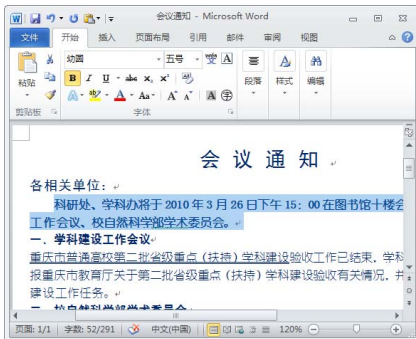 会议通知 - Microsoft Word
文件 开始 插入 页面布局 引用 邮件 审阅 视图
幼圆 五号 wén 文 A
B I U abc x₂ x²
A ab A Aa A A A 字
粘贴 段落 样式 编辑
剪贴板 字体
会 议 通 知
各相关单位：
科研处、学科办将于 2010 年 3 月 26 日下午 15：00 在图书馆十楼会
工作会议、校自然科学部学术委员会。
一．学科建设工作会议
重庆市普通高校第二批省级重点（扶持）学科建设验收工作已结束，学科
报重庆市教育厅关于第二批省级重点（扶持）学科建设验收有关情况，并
建设工作任务。
页面: 1/1 字数: 52/291 中文(中国) 120%